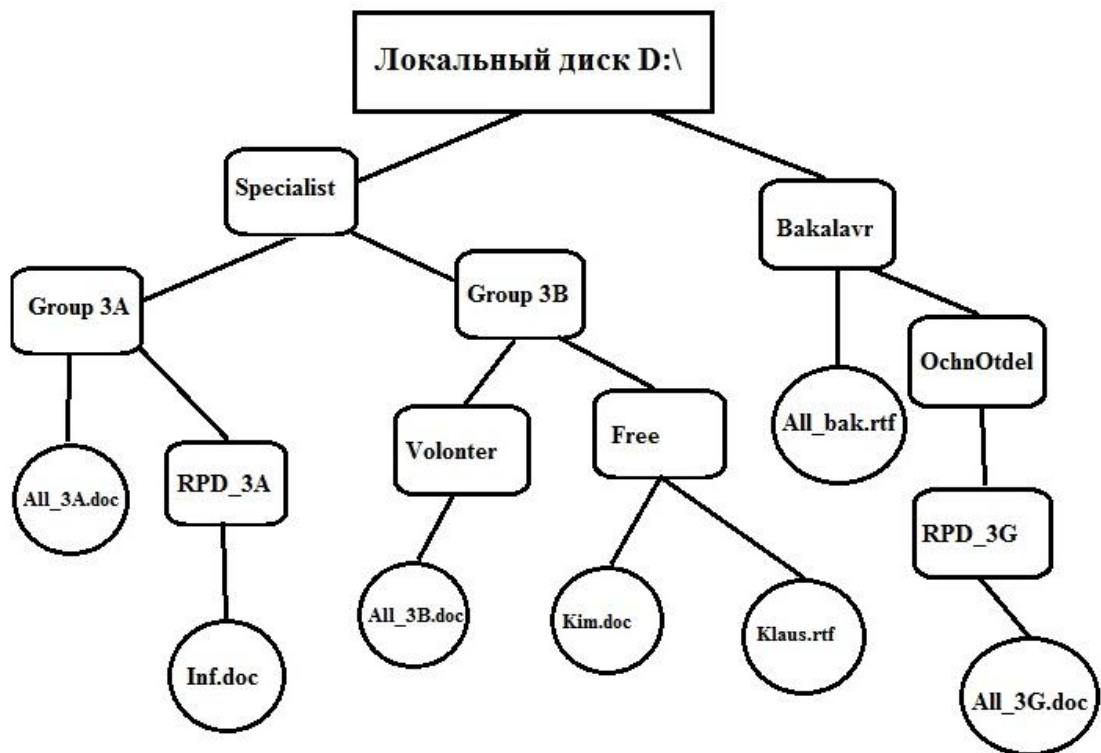 Локальный диск D:\
Specialist
Bakalavr
Group 3A
Group 3B
OchnOtdel
All_3A.doc
RPD_3A
Volonter
Free
All_bak.rtf
RPD_3G
Inf.doc
All_3B.doc
Kim.doc
Klaus.rtf
All_3G.doc